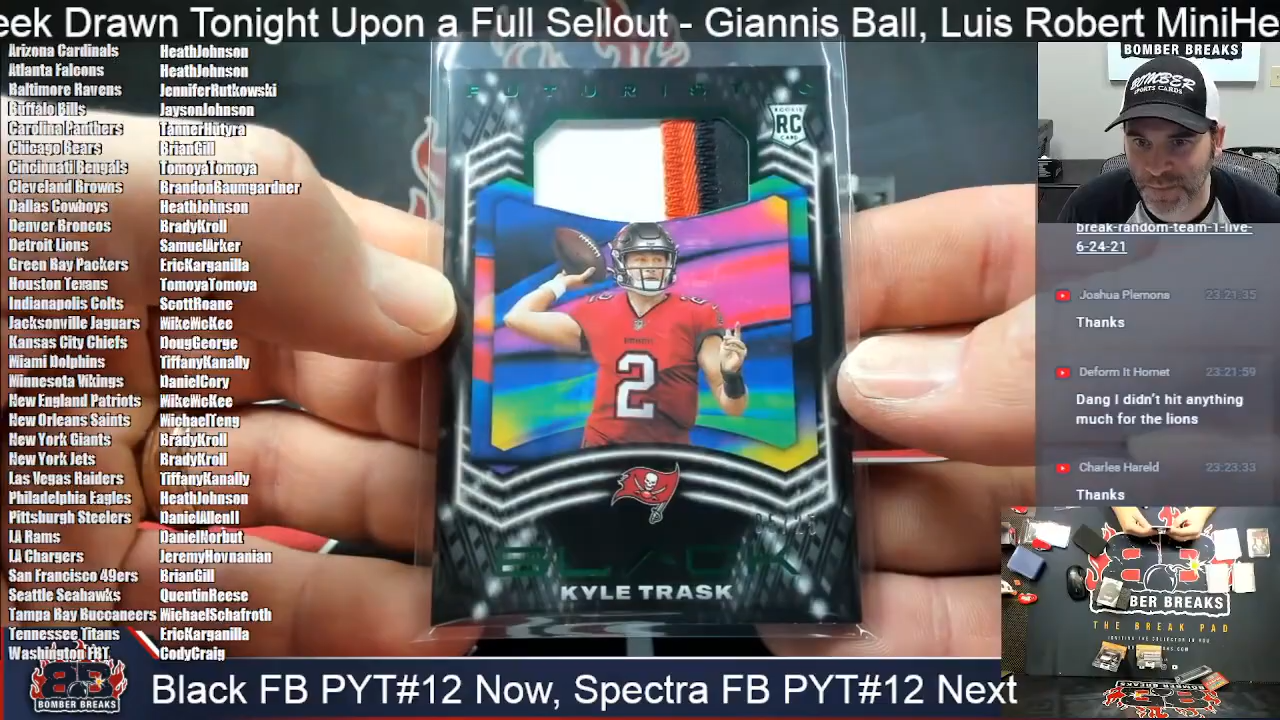 eek Drawn Tonight Upon a Full Sellout - Giannis Ball, Luis Robert MiniHe
Arizona Cardinals HeathJohnson
Atlanta Falcons HeathJohnson
Baltimore Ravens JenniferRutkowski
Buffalo Bills JaysonJohnson
Carolina Panthers TannerHutyra
Chicago Bears BrianGill
Cincinnati Bengals TomoyaTomoya
Cleveland Browns BrandonBaumgardner
Dallas Cowboys HeathJohnson
Denver Broncos BradyKroll
Detroit Lions SamuelArker
Green Bay Packers EricKarganilla
Houston Texans TomoyaTomoya
Indianapolis Colts ScottRoane
Jacksonville Jaguars MikeMcKee
Kansas City Chiefs DougGeorge
Miami Dolphins TiffanyKanally
Minnesota Vikings DanielCory
New England Patriots MikeMcKee
New Orleans Saints MichaelTeng
New York Giants BradyKroll
New York Jets BradyKroll
Las Vegas Raiders TiffanyKanally
Philadelphia Eagles HeathJohnson
Pittsburgh Steelers DanielAllenII
LA Rams DanielNorbut
LA Chargers JeremyHovnanian
San Francisco 49ers BrianGill
Seattle Seahawks QuentinReese
Tampa Bay Buccaneers MichaelSchafroth
Tennessee Titans EricKarganilla
Washington FBT CodyCraig
FUTURISTIC
ROOKIE
RC
CARD
2
BLACK
KYLE TRASK
BOMBER BREAKS
BOMBER
SPORTS CARDS
break-random-team-1-live-
6-24-21
Joshua Plemons 23:21:35
Thanks
Deform It Homet 23:21:59
Dang I didn't hit anything
much for the lions
Charles Hareld 23:23:33
Thanks
BER BREAKS
THE BREAK PAD
BOMBER BREAKS
Black FB PYT#12 Now, Spectra FB PYT#12 Next